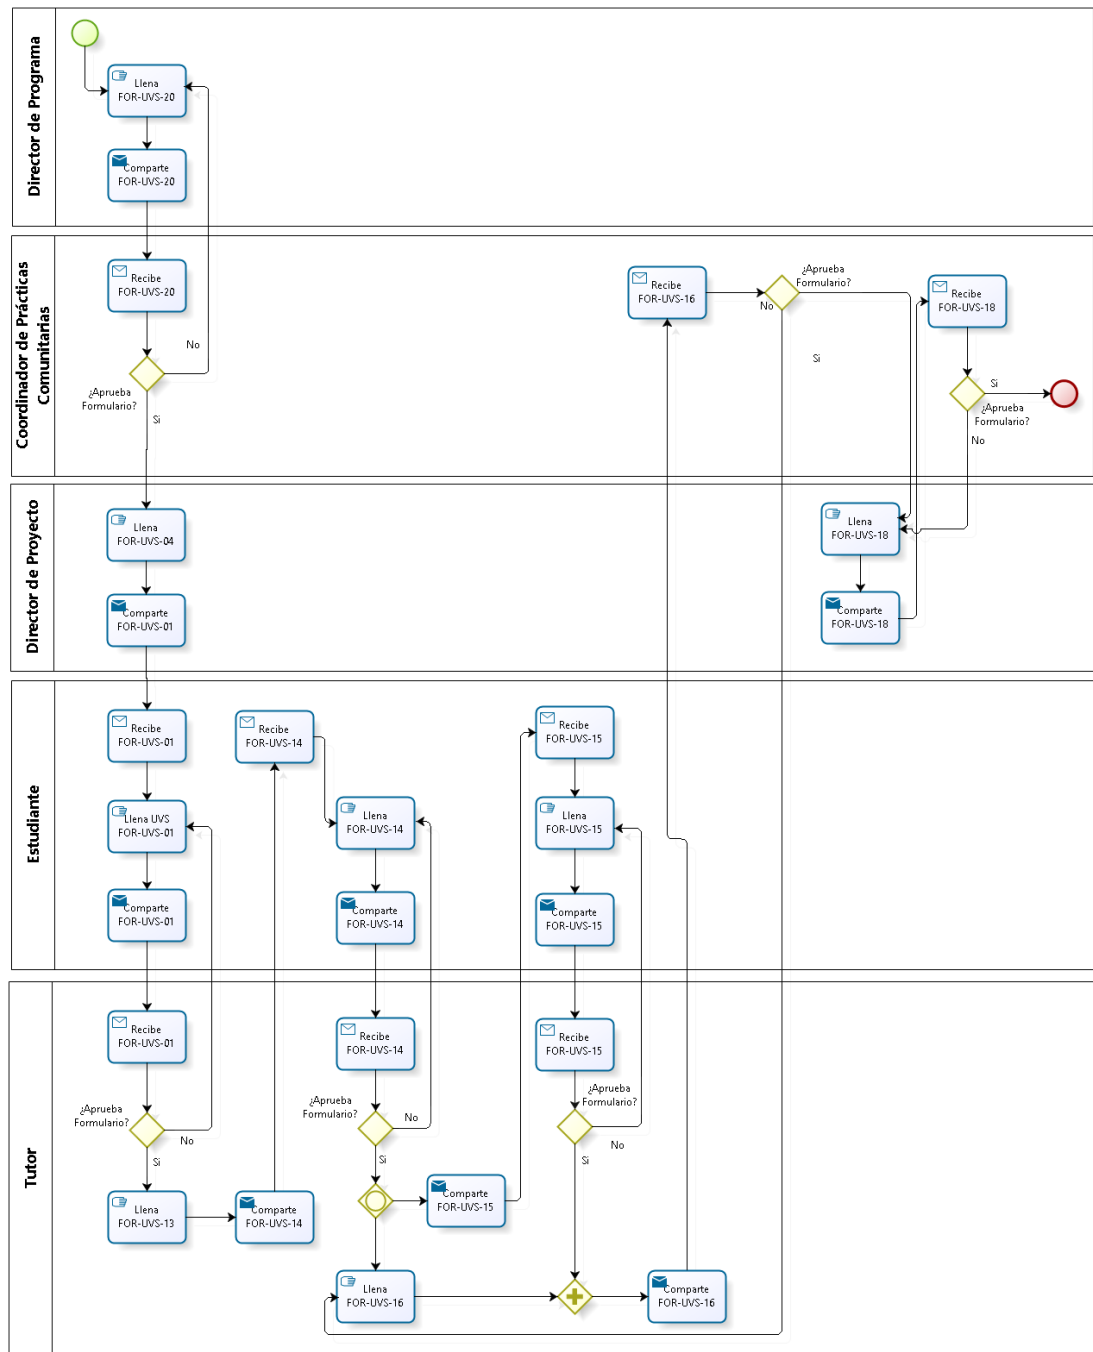 Director de Programa
Llena
FOR-UVS-20
Comparte
FOR-UVS-20
Coordinador de Prácticas
Comunitarias
Recibe
FOR-UVS-20
No
¿Aprueba
Formulario?
Si
Recibe
FOR-UVS-16
¿Aprueba
Formulario?
No
Si
Recibe
FOR-UVS-18
Si
¿Aprueba
Formulario?
No
Director de Proyecto
Llena
FOR-UVS-04
Comparte
FOR-UVS-01
Llena
FOR-UVS-18
Comparte
FOR-UVS-18
Estudiante
Recibe
FOR-UVS-01
Llena UVS
FOR-UVS-01
Comparte
FOR-UVS-01
Recibe
FOR-UVS-14
Llena
FOR-UVS-14
Comparte
FOR-UVS-14
Recibe
FOR-UVS-15
Llena
FOR-UVS-15
Comparte
FOR-UVS-15
Tutor
Recibe
FOR-UVS-01
¿Aprueba
Formulario?
No
Si
Llena
FOR-UVS-13
Comparte
FOR-UVS-14
Recibe
FOR-UVS-14
¿Aprueba
Formulario?
No
Si
Comparte
FOR-UVS-15
Llena
FOR-UVS-16
Recibe
FOR-UVS-15
¿Aprueba
Formulario?
No
Si
Comparte
FOR-UVS-16